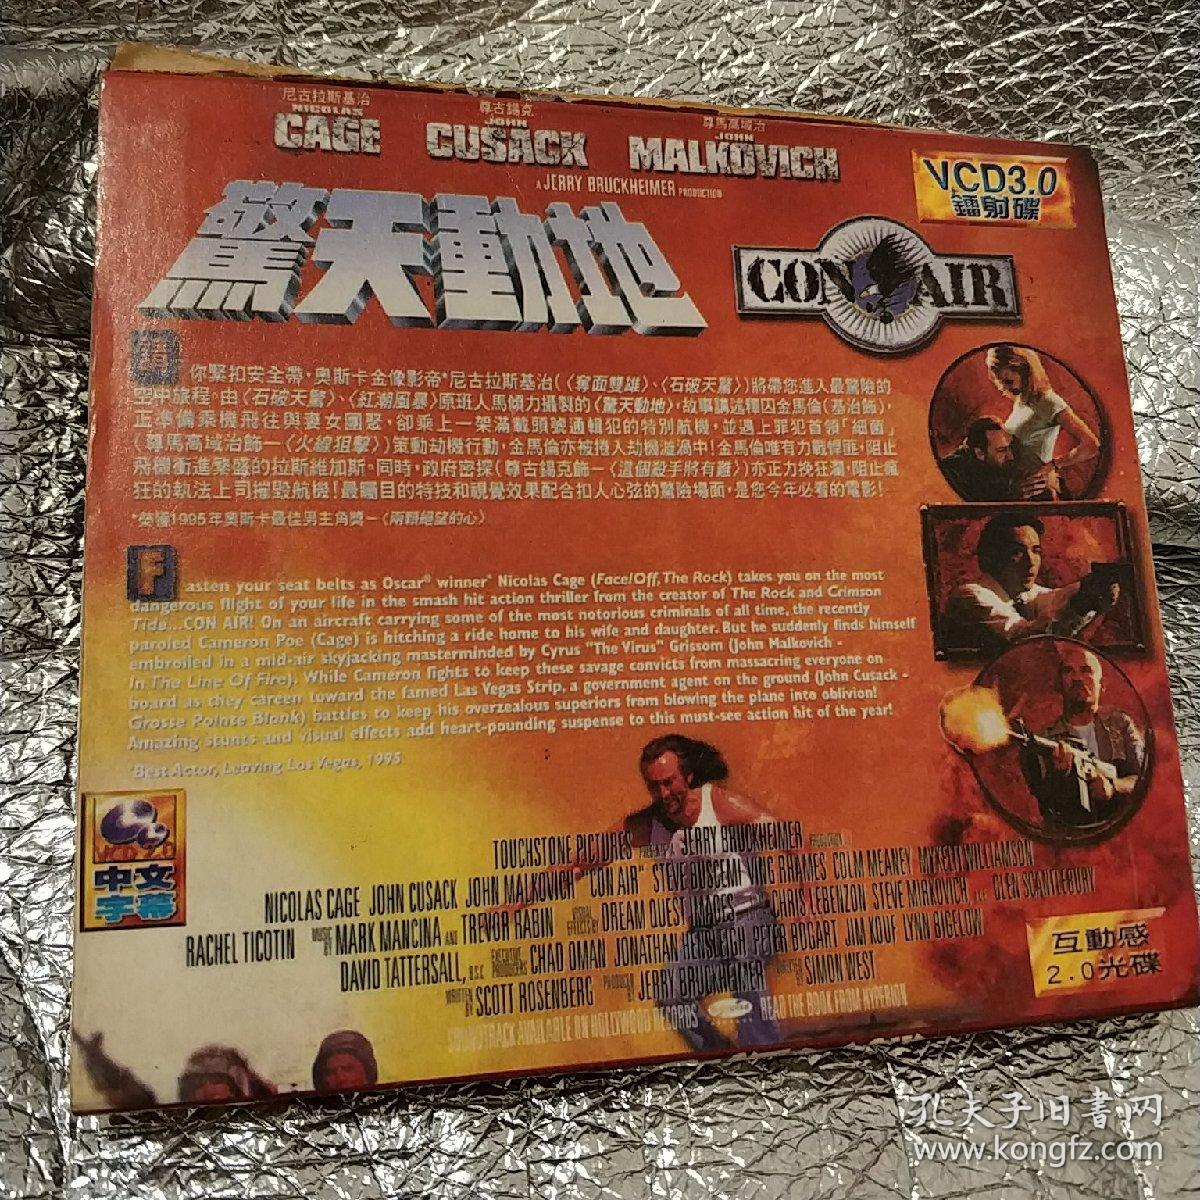 尼古拉斯基治
NICOLAS
CAGE
尊古錫克
JOHN
CUSACK
尊馬高域治
JOHN
MALKOVICH
A JERRY BRUCKHEIMER PRODUCTION
VCD3.0
鐳射碟
驚天動地
CON AIR
請
你緊扣安全帶，奧斯卡金像影帝*尼古拉斯基治(〈奪面雙雄〉、〈石破天驚〉)將帶您進入最驚險的
空中旅程。由〈石破天驚〉、〈紅潮風暴〉原班人馬傾力攝製的〈驚天動地〉，故事講述釋囚金馬倫(基治飾)，
正準備乘機飛往與妻女團聚，卻乘上一架滿載頭號通緝犯的特別航機，並遇上罪犯首領「細菌」
(尊馬高域治飾－〈火線狙擊〉)策動劫機行動，金馬倫亦被捲入劫機漩渦中！金馬倫唯有力戰悍匪，阻止
飛機衝進繁盛的拉斯維加斯。同時，政府密探(尊古錫克飾－〈這個殺手將有難〉)亦正力挽狂瀾，阻止瘋
狂的執法上司摧毀航機！最矚目的特技和視覺效果配合扣人心弦的驚險場面，是您今年必看的電影！
*榮獲1995年奧斯卡最佳男主角獎－〈兩顆絕望的心〉
Fasten your seat belts as Oscar® winner* Nicolas Cage (Face/Off, The Rock) takes you on the most
dangerous flight of your life in the smash hit action thriller from the creator of The Rock and Crimson
Tide...CON AIR! On an aircraft carrying some of the most notorious criminals of all time, the recently
paroled Cameron Poe (Cage) is hitching a ride home to his wife and daughter. But he suddenly finds himself
embroiled in a mid-air skyjacking masterminded by Cyrus "The Virus" Grissom (John Malkovich -
In The Line Of Fire). While Cameron fights to keep these savage convicts from massacring everyone on
board as they careen toward the famed Las Vegas Strip, a government agent on the ground (John Cusack -
Grosse Pointe Blank) battles to keep his overzealous superiors from blowing the plane into oblivion!
Amazing stunts and visual effects add heart-pounding suspense to this must-see action hit of the year!
*Best Actor, Leaving Los Vegas, 1995
VCD 2.0
中文
字幕
TOUCHSTONE PICTURES PRESENTS A JERRY BRUCKHEIMER PRODUCTION
NICOLAS CAGE JOHN CUSACK JOHN MALKOVICH "CON AIR" STEVE BUSCEMI VING RHAMES COLM MEANEY MYKELTI WILLIAMSON
RACHEL TICOTIN MUSIC BY MARK MANCINA AND TREVOR RABIN VISUAL EFFECTS BY DREAM QUEST IMAGES CHRIS LEBENZON STEVE MIRKOVICH, GLEN SCANTLEBURY
DAVID TATTERSALL, B.S.C. EXECUTIVE PRODUCERS CHAD OMAN JONATHAN HENSLEIGH PETER BOGART JIM KOUF LYNN BIGELOW
WRITTEN BY SCOTT ROSENBERG PRODUCED BY JERRY BRUCKHEIMER DIRECTED BY SIMON WEST
SOUNDTRACK AVAILABLE ON HOLLYWOOD RECORDS READ THE BOOK FROM HYPERION
互動感
2.0光碟
孔夫子旧書网
www.kongfz.com